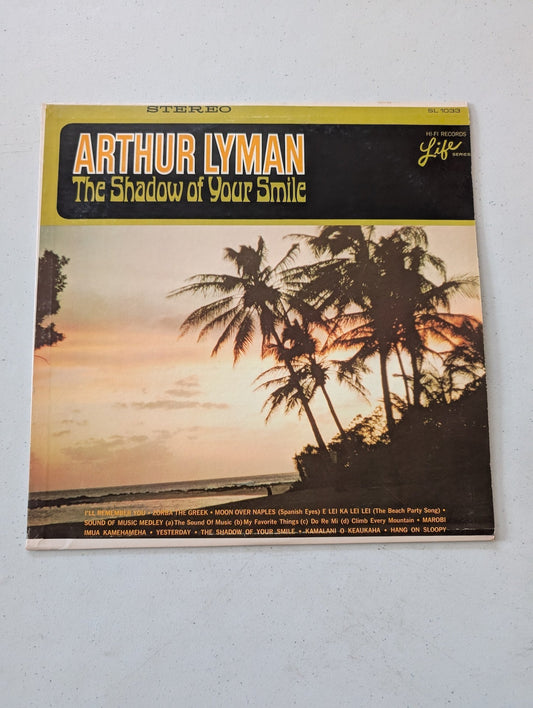 STEREO
SL 1033
ARTHUR LYMAN
The Shadow of Your Smile
HI-FI RECORDS
Life
SERIES
I'LL REMEMBER YOU • ZORBA THE GREEK • MOON OVER NAPLES (Spanish Eyes) E LEI KA LEI LEI (The Beach Party Song) •
SOUND OF MUSIC MEDLEY (a) The Sound Of Music (b) My Favorite Things (c) Do Re Mi (d) Climb Every Mountain • MAROBI
IMUA KAMEHAMEHA • YESTERDAY • THE SHADOW OF YOUR SMILE • KAMALANI O KEAUKAHA • HANG ON SLOOPY